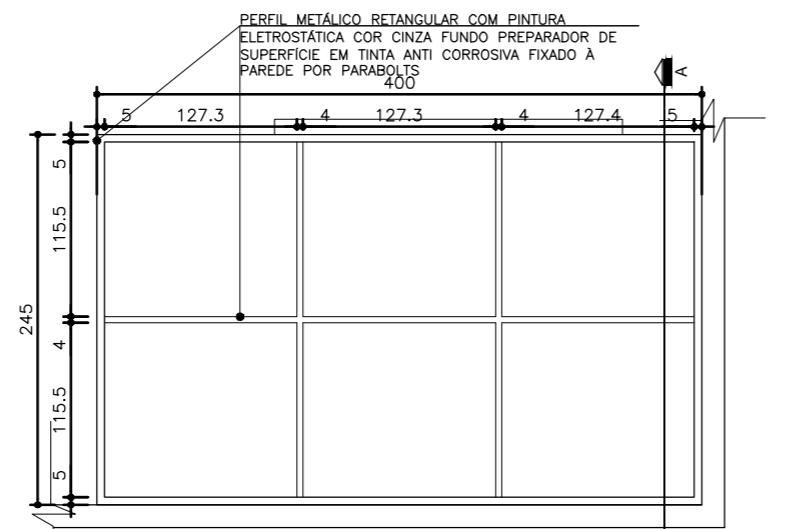 PERFIL METÁLICO RETANGULAR COM PINTURA
ELETROSTÁTICA COR CINZA FUNDO PREPARADOR DE
SUPERFÍCIE EM TINTA ANTI CORROSIVA FIXADO À
PAREDE POR PARABOLTS
A
400
5 127.3 4 127.3 4 127.4 5
5
115.5
245
4
115.5
5